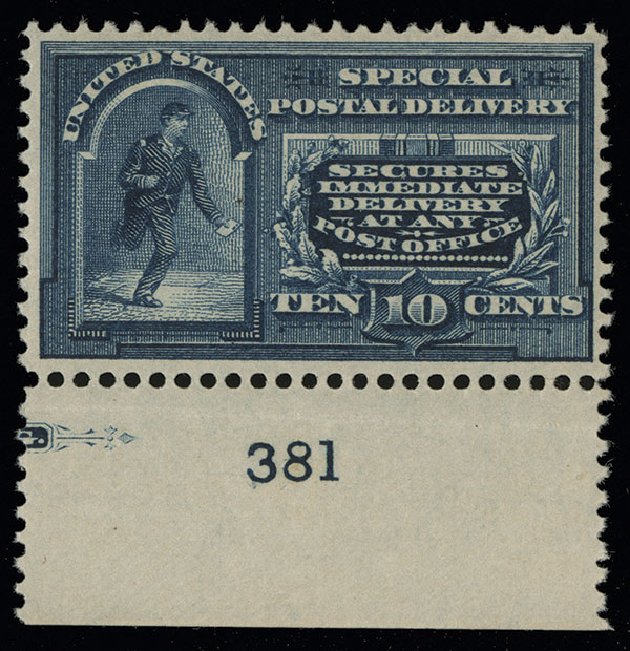 UNITED STATES
SPECIAL
POSTAL DELIVERY
SECURES
IMMEDIATE
DELIVERY
AT ANY
POST OFFICE
TEN 10 CENTS
381